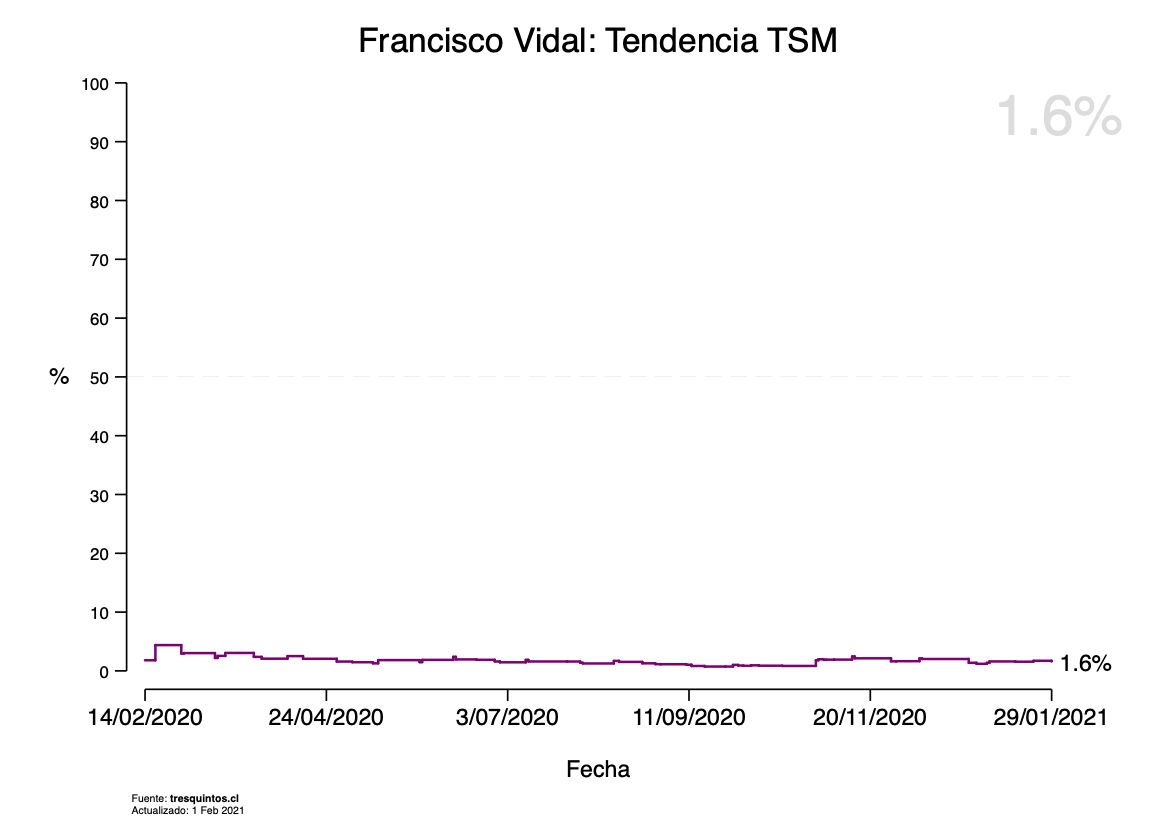 Francisco Vidal: Tendencia TSM
1.6%
100
90
80
70
60
% 50
40
30
20
10
0
1.6%
14/02/2020 24/04/2020 3/07/2020 11/09/2020 20/11/2020 29/01/2021
Fecha
Fuente: tresquintos.cl
Actualizado: 1 Feb 2021